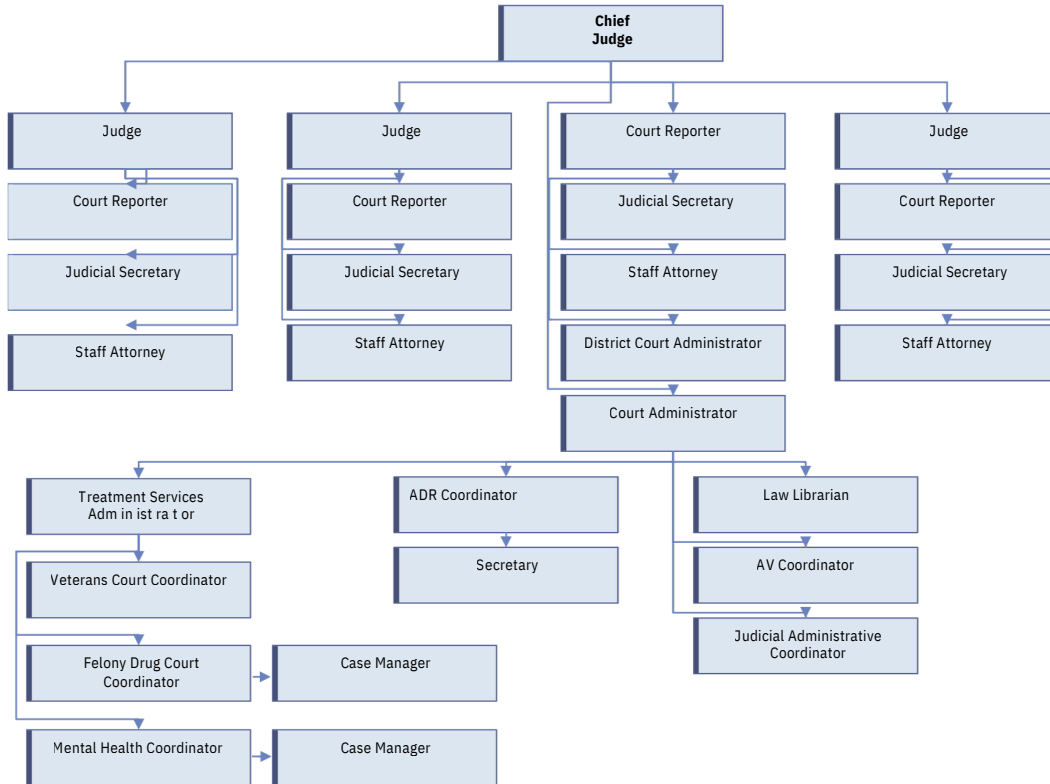 Chief
Judge
Judge
Judge
Court Reporter
Judge
Court Reporter
Court Reporter
Judicial Secretary
Court Reporter
Judicial Secretary
Judicial Secretary
Staff Attorney
Judicial Secretary
Staff Attorney
Staff Attorney
District Court Administrator
Staff Attorney
Court Administrator
Treatment Services
Adm in ist ra t or
ADR Coordinator
Law Librarian
Veterans Court Coordinator
Secretary
AV Coordinator
Judicial Administrative
Coordinator
Felony Drug Court
Coordinator
Case Manager
Mental Health Coordinator
Case Manager